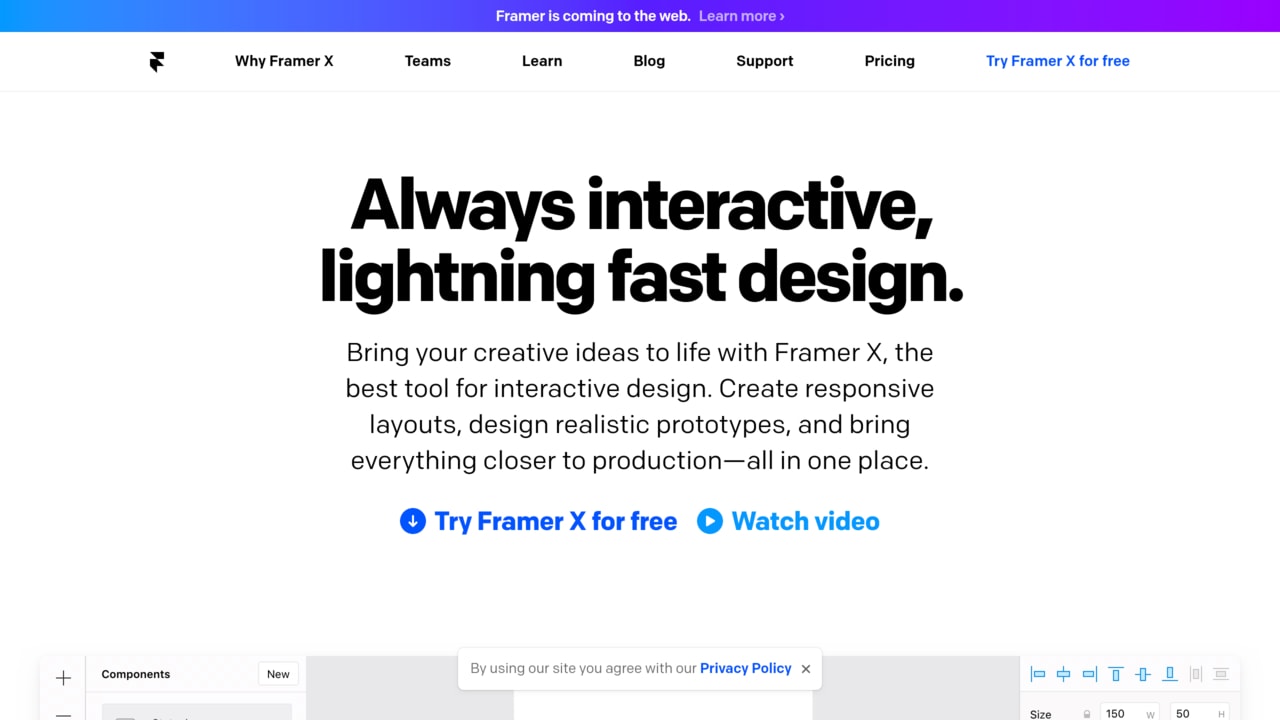 Framer is coming to the web. Learn more ›
Why Framer X Teams Learn Blog Support Pricing Try Framer X for free
Always interactive,
lightning fast design.
Bring your creative ideas to life with Framer X, the
best tool for interactive design. Create responsive
layouts, design realistic prototypes, and bring
everything closer to production—all in one place.
Try Framer X for free Watch video
By using our site you agree with our Privacy Policy ×
Components New
Size 150 W 50 H